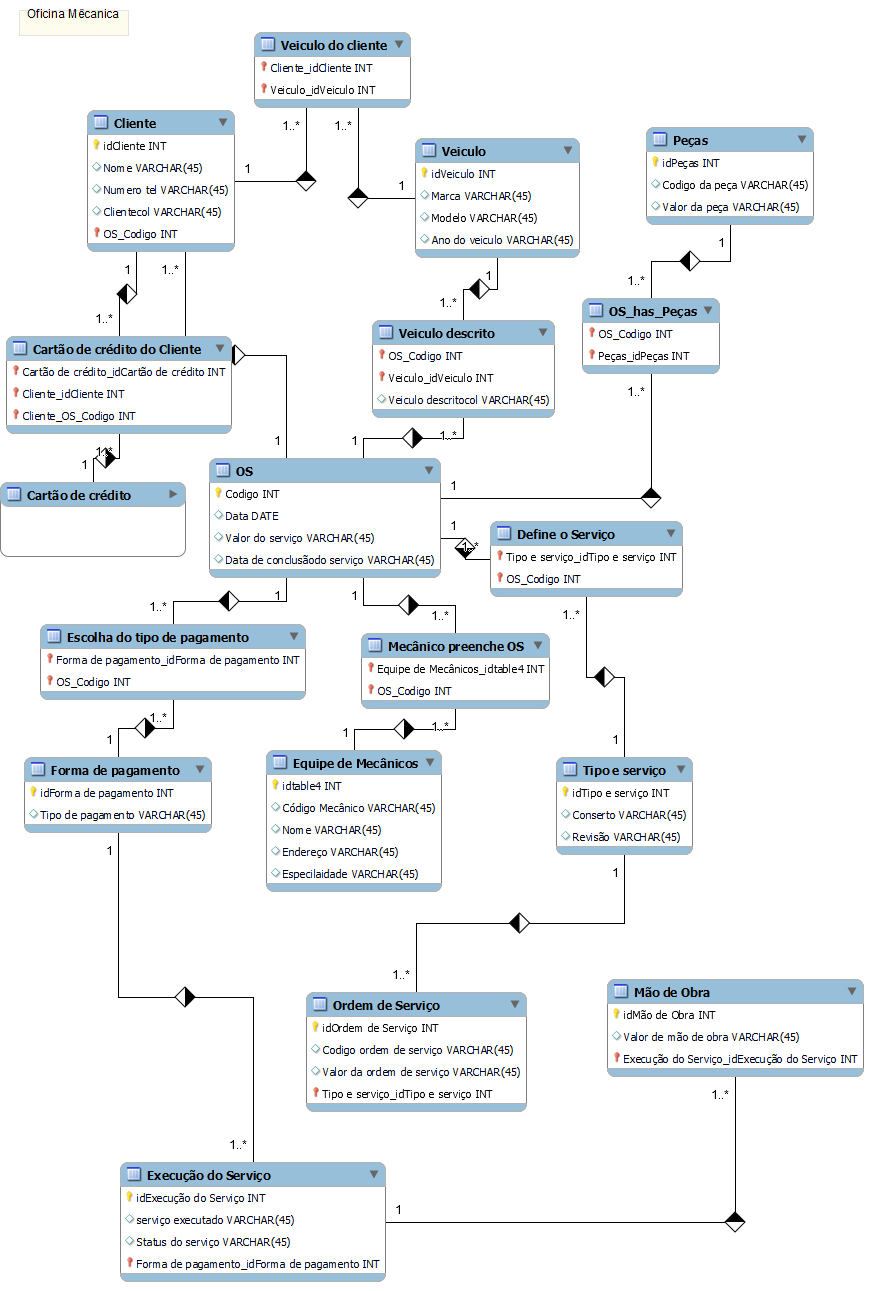 Oficina Mêcanica
Veiculo do cliente
Cliente_idCliente INT
Veiculo_idVeiculo INT
1..*
1..*
Cliente
idCliente INT
Nome VARCHAR(45)
Numero tel VARCHAR(45)
Clientecol VARCHAR(45)
OS_Codigo INT
1
1
1..*
1..*
Veiculo
idVeiculo INT
Marca VARCHAR(45)
Modelo VARCHAR(45)
Ano do veiculo VARCHAR(45)
1
1
1..*
Peças
idPeças INT
Codigo da peça VARCHAR(45)
Valor da peça VARCHAR(45)
1
1..*
OS_has_Peças
OS_Codigo INT
Peças_idPeças INT
1..*
Cartão de crédito do Cliente
Cartão de crédito_idCartão de crédito INT
Cliente_idCliente INT
Cliente_OS_Codigo INT
1..*
1
Cartão de crédito
Veiculo descrito
OS_Codigo INT
Veiculo_idVeiculo INT
Veiculo descritocol VARCHAR(45)
1..*
1
1
OS
Codigo INT
Data DATE
Valor do serviço VARCHAR(45)
Data de conclusãodo serviço VARCHAR(45)
1
1
1..*
1
1
Define o Serviço
Tipo e serviço_idTipo e serviço INT
OS_Codigo INT
1..*
1
1..*
Escolha do tipo de pagamento
Forma de pagamento_idForma de pagamento INT
OS_Codigo INT
1..*
1
1..*
Mecânico preenche OS
Equipe de Mecânicos_idtable4 INT
OS_Codigo INT
1..*
1
Forma de pagamento
idForma de pagamento INT
Tipo de pagamento VARCHAR(45)
1
Equipe de Mecânicos
idtable4 INT
Código Mecânico VARCHAR(45)
Nome VARCHAR(45)
Endereço VARCHAR(45)
Especilaidade VARCHAR(45)
Tipo e serviço
idTipo e serviço INT
Conserto VARCHAR(45)
Revisão VARCHAR(45)
1
1..*
Ordem de Serviço
idOrdem de Serviço INT
Codigo ordem de serviço VARCHAR(45)
Valor da ordem de serviço VARCHAR(45)
Tipo e serviço_idTipo e serviço INT
Mão de Obra
idMão de Obra INT
Valor de mão de obra VARCHAR(45)
Execução do Serviço_idExecução do Serviço INT
1..*
1..*
Execução do Serviço
idExecução do Serviço INT
serviço executado VARCHAR(45)
Status do serviço VARCHAR(45)
Forma de pagamento_idForma de pagamento INT
1